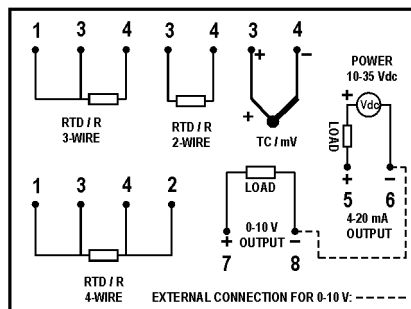 1 3 4
RTD / R
3-WIRE
3 4
RTD / R
2-WIRE
3 4
+ −
+
TC / mV
POWER
10-35 Vdc
+ Vdc −
LOAD
+ −
5 6
4-20 mA
OUTPUT
1 3 4 2
RTD / R
4-WIRE
LOAD
0-10 V
+ OUTPUT −
7 8
EXTERNAL CONNECTION FOR 0-10 V: